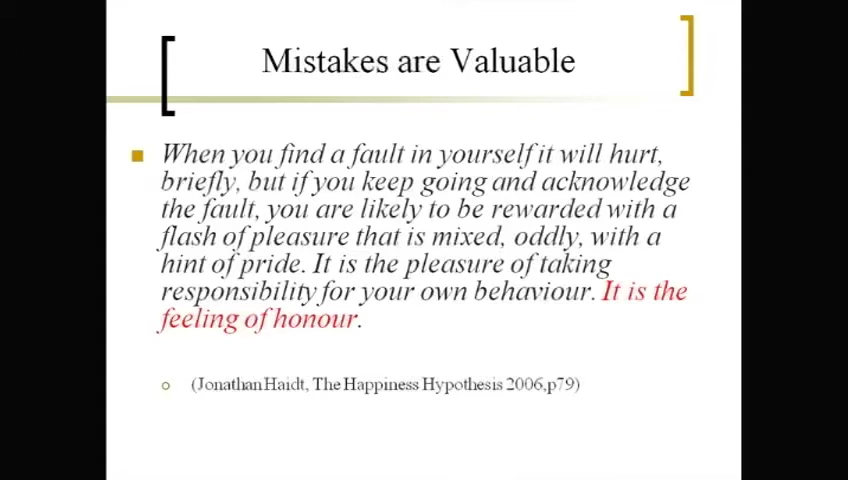 Mistakes are Valuable
When you find a fault in yourself it will hurt,
briefly, but if you keep going and acknowledge
the fault, you are likely to be rewarded with a
flash of pleasure that is mixed, oddly, with a
hint of pride. It is the pleasure of taking
responsibility for your own behaviour. It is the
feeling of honour.
(Jonathan Haidt, The Happiness Hypothesis 2006,p79)